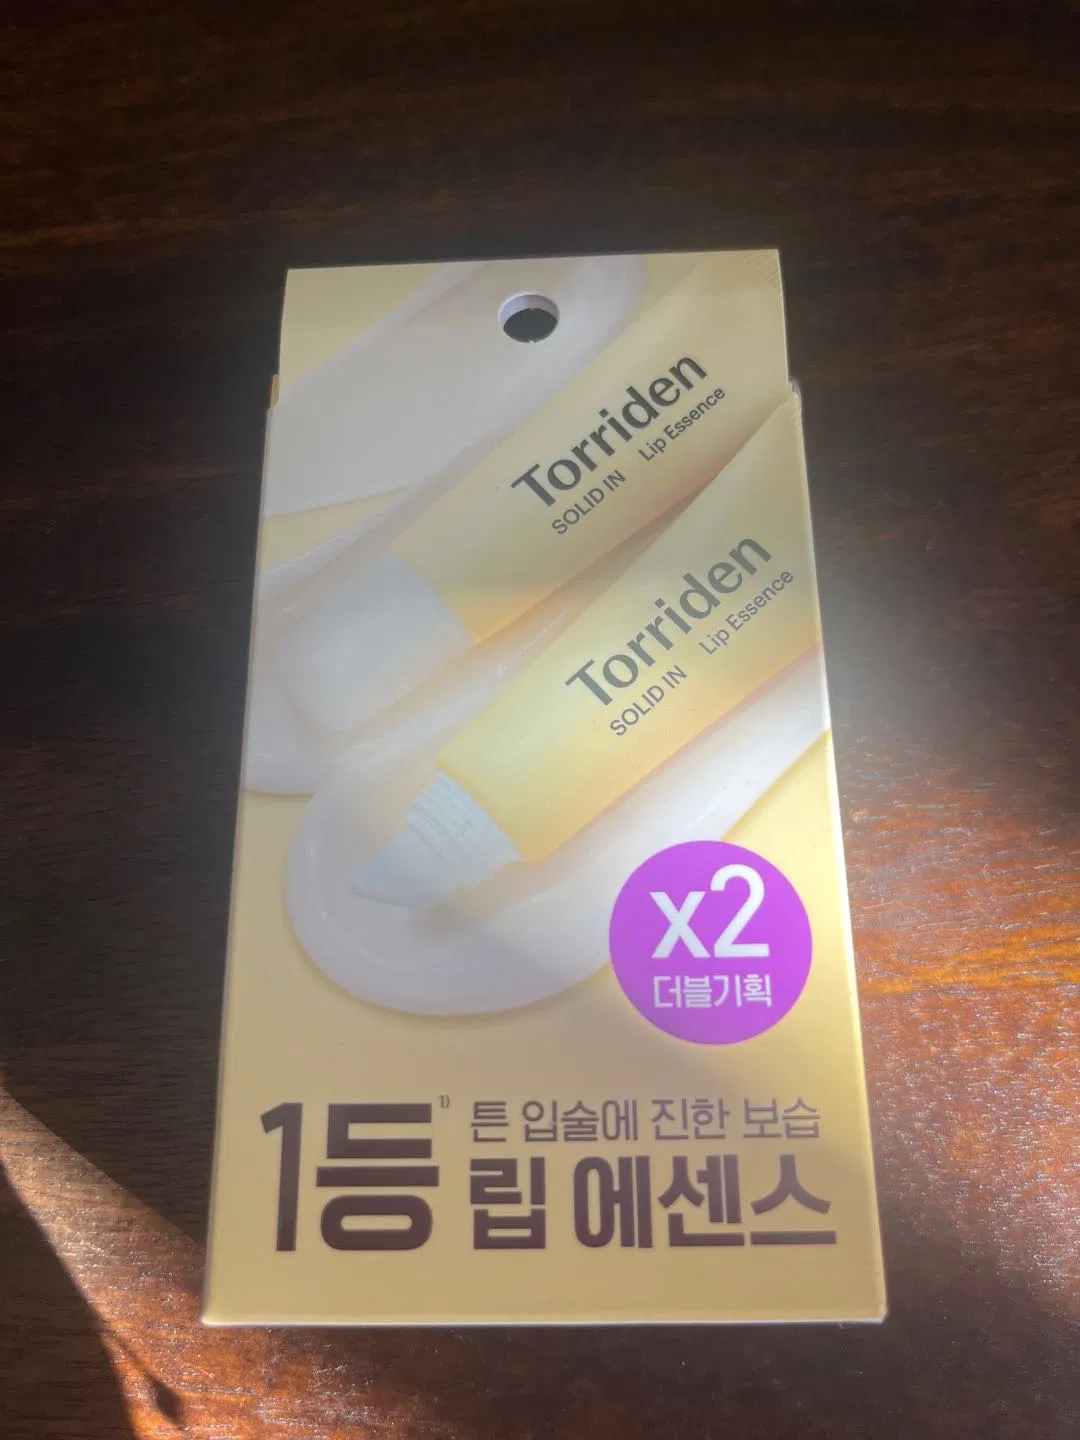 Torriden
SOLID IN Lip Essence
Torriden
SOLID IN Lip Essence
x2
더블기획
1등 1)
튼 입술에 진한 보습
립 에센스